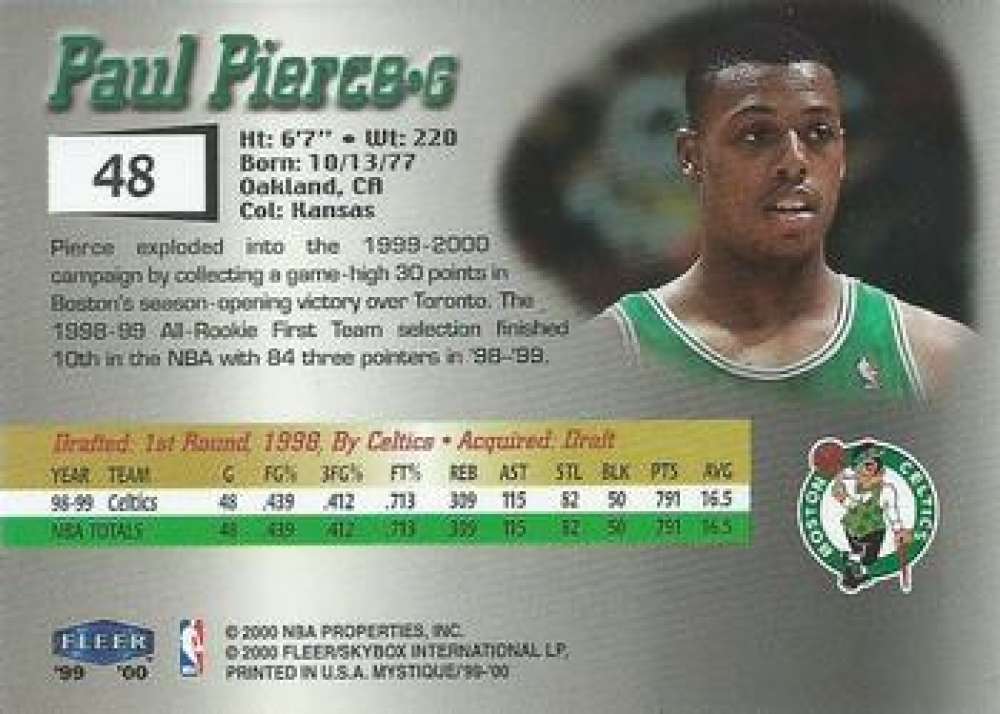 Paul Pierce•G
48
Ht: 6'7" • Wt: 220
Born: 10/13/77
Oakland, CA
Col: Kansas
Pierce exploded into the 1999-2000
campaign by collecting a game-high 30 points in
Boston's season-opening victory over Toronto. The
1998-99 All-Rookie First Team selection finished
10th in the NBA with 84 three pointers in '98-'99.
Drafted: 1st Round, 1998, By Celtics • Acquired: Draft
YEAR TEAM G FG% 3FG% FT% REB AST STL BLK PTS AVG
98-99 Celtics 48 .439 .412 .713 309 115 82 50 791 16.5
NBA TOTALS 48 .439 .412 .713 309 115 82 50 791 16.5
BOSTON CELTICS
FLEER
'99 '00
© 2000 NBA PROPERTIES, INC.
© 2000 FLEER/SKYBOX INTERNATIONAL LP,
PRINTED IN U.S.A. MYSTIQUE/'99-'00